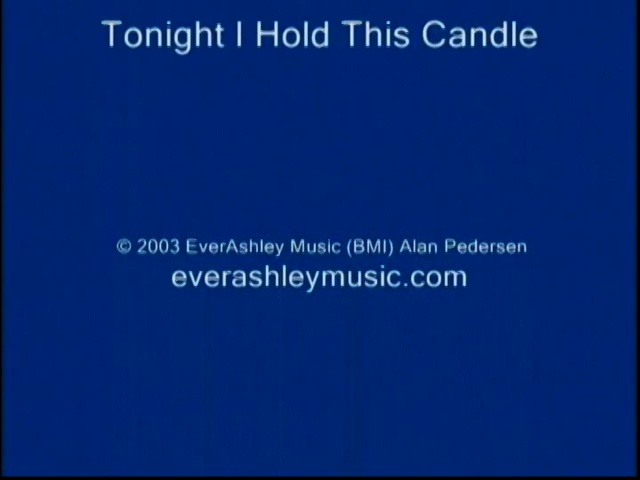 Tonight I Hold This Candle
© 2003 EverAshley Music (BMI) Alan Pedersen
everashleymusic.com